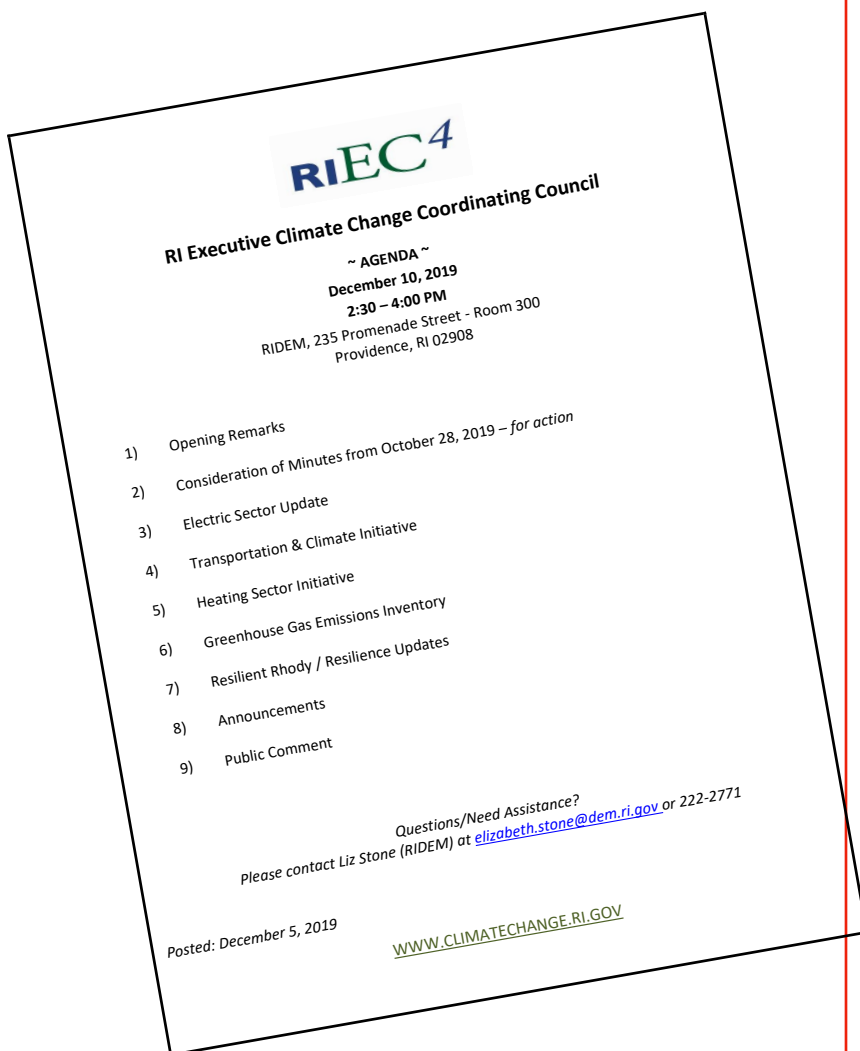 RIEC4
RI Executive Climate Change Coordinating Council
~ AGENDA ~
December 10, 2019
2:30 – 4:00 PM
RIDEM, 235 Promenade Street - Room 300
Providence, RI 02908
1) Opening Remarks
2) Consideration of Minutes from October 28, 2019 – for action
3) Electric Sector Update
4) Transportation & Climate Initiative
5) Heating Sector Initiative
6) Greenhouse Gas Emissions Inventory
7) Resilient Rhody / Resilience Updates
8) Announcements
9) Public Comment
Questions/Need Assistance?
Please contact Liz Stone (RIDEM) at elizabeth.stone@dem.ri.gov or 222-2771
Posted: December 5, 2019
WWW.CLIMATECHANGE.RI.GOV